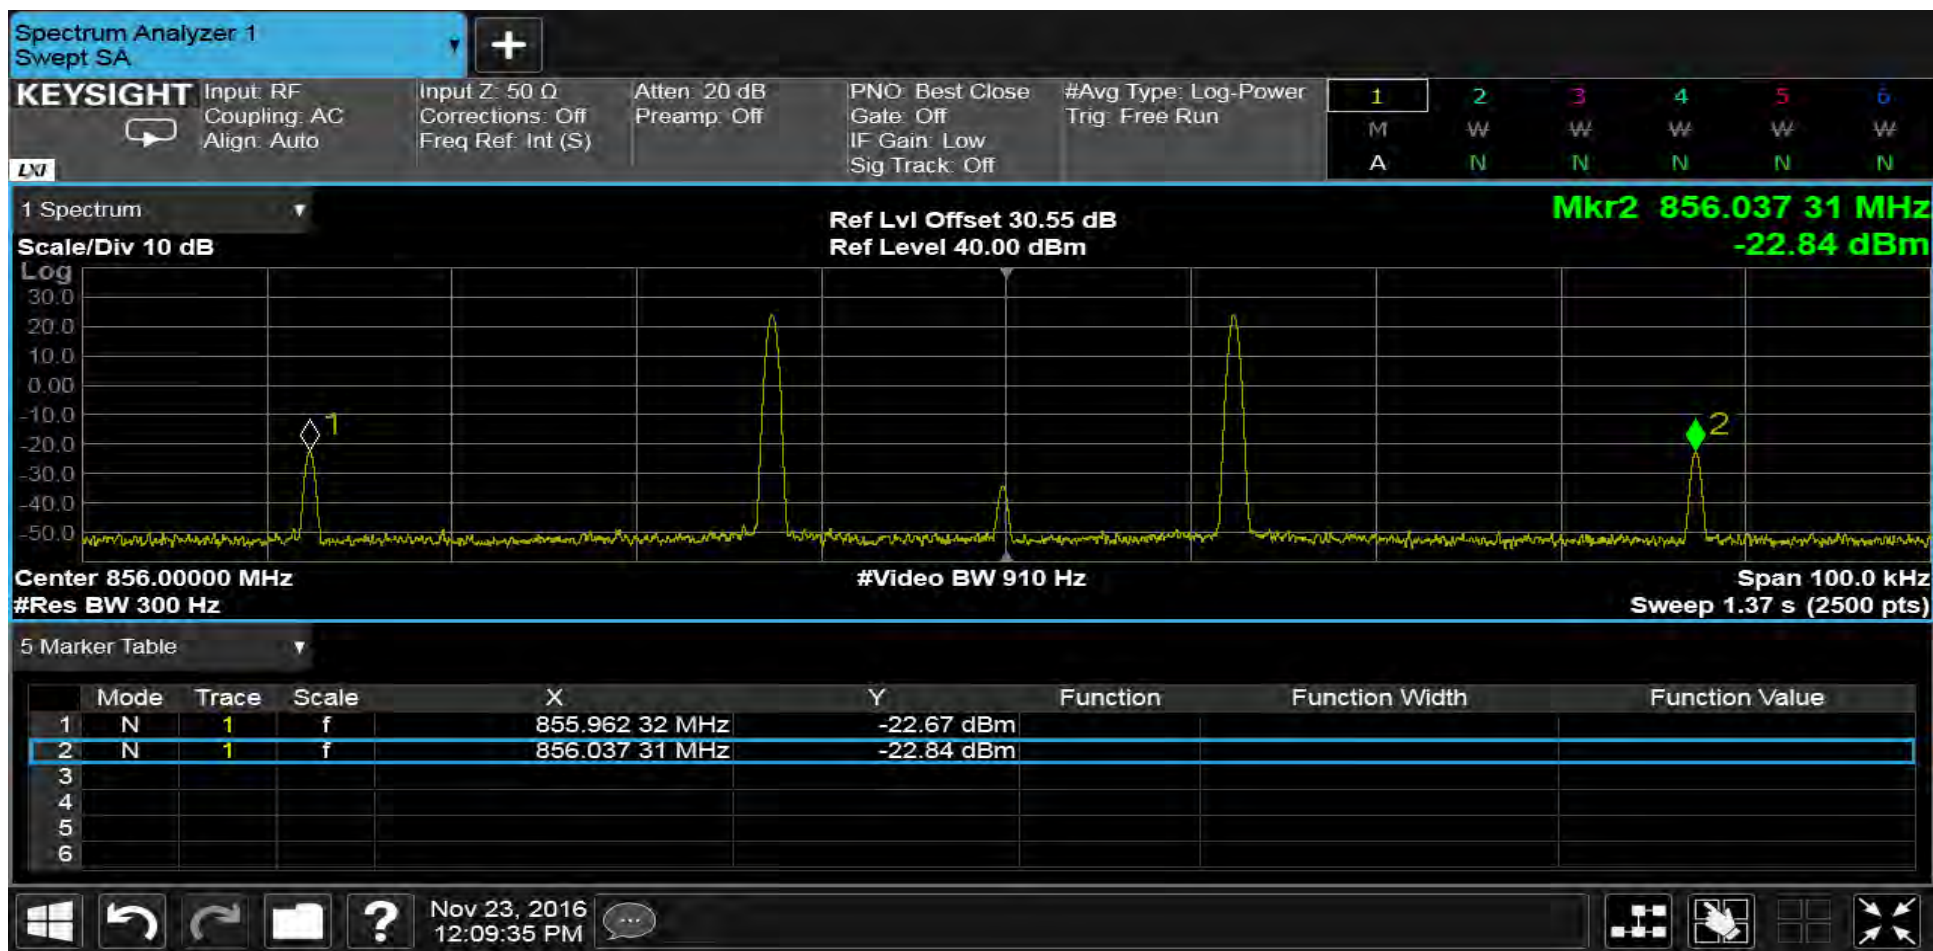 Spectrum Analyzer 1
Swept SA
KEYSIGHT
LXI
Input: RF
Coupling: AC
Align: Auto
Input Z: 50 Ω
Corrections: Off
Freq Ref: Int (S)
Atten: 20 dB
Preamp: Off
PNO: Best Close
Gate: Off
IF Gain: Low
Sig Track: Off
#Avg Type: Log-Power
Trig: Free Run
1 2 3 4 5 6
M W W W W W
A N N N N N
1 Spectrum
Scale/Div 10 dB
Ref Lvl Offset 30.55 dB
Ref Level 40.00 dBm
Mkr2 856.037 31 MHz
-22.84 dBm
Log
30.0
20.0
10.0
0.00
-10.0
-20.0
-30.0
-40.0
-50.0
1
2
Center 856.00000 MHz
#Res BW 300 Hz
#Video BW 910 Hz
Span 100.0 kHz
Sweep 1.37 s (2500 pts)
5 Marker Table
Mode Trace Scale X Y Function Function Width Function Value
1 N 1 f 855.962 32 MHz -22.67 dBm
2 N 1 f 856.037 31 MHz -22.84 dBm
3
4
5
6
?
Nov 23, 2016
12:09:35 PM